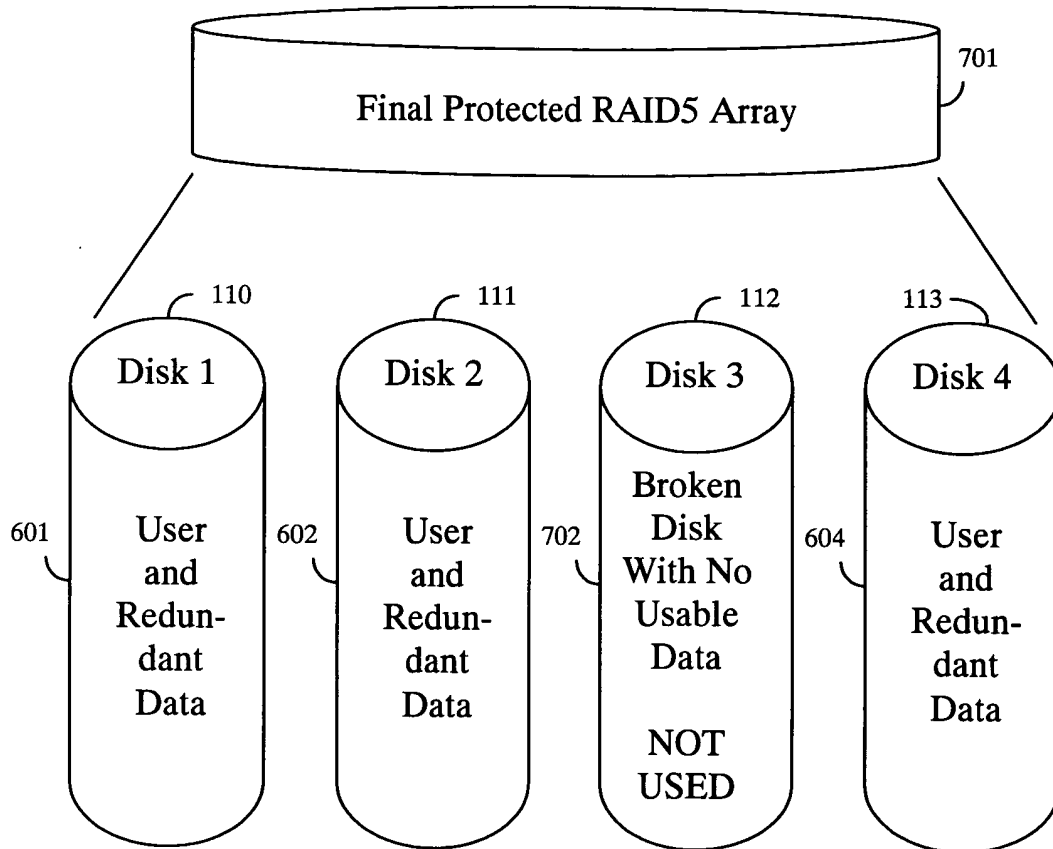 701
Final Protected RAID5 Array
110
111
112
113
Disk 1
Disk 2
Disk 3
Disk 4
601
User
and
Redun-
dant
Data
602
User
and
Redun-
dant
Data
702
Broken
Disk
With No
Usable
Data
NOT
USED
604
User
and
Redun-
dant
Data